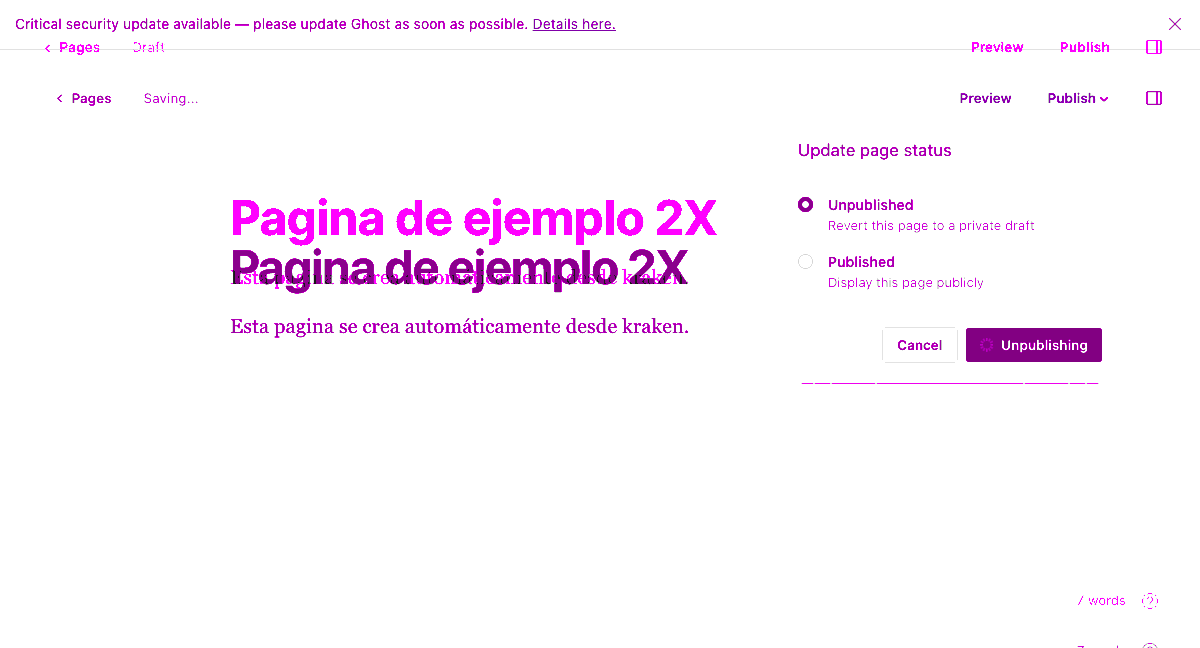 Critical security update available — please update Ghost as soon as possible. Details here.
Pages Draft Preview Publish
Pages Saving... Preview Publish
Update page status
Unpublished
Revert this page to a private draft
Published
Display this page publicly
Cancel Unpublishing
Pagina de ejemplo 2X
Pagina de ejemplo 2X
Esta pagina se crea automáticamente desde kraken.
Esta pagina se crea automáticamente desde kraken.
7 words